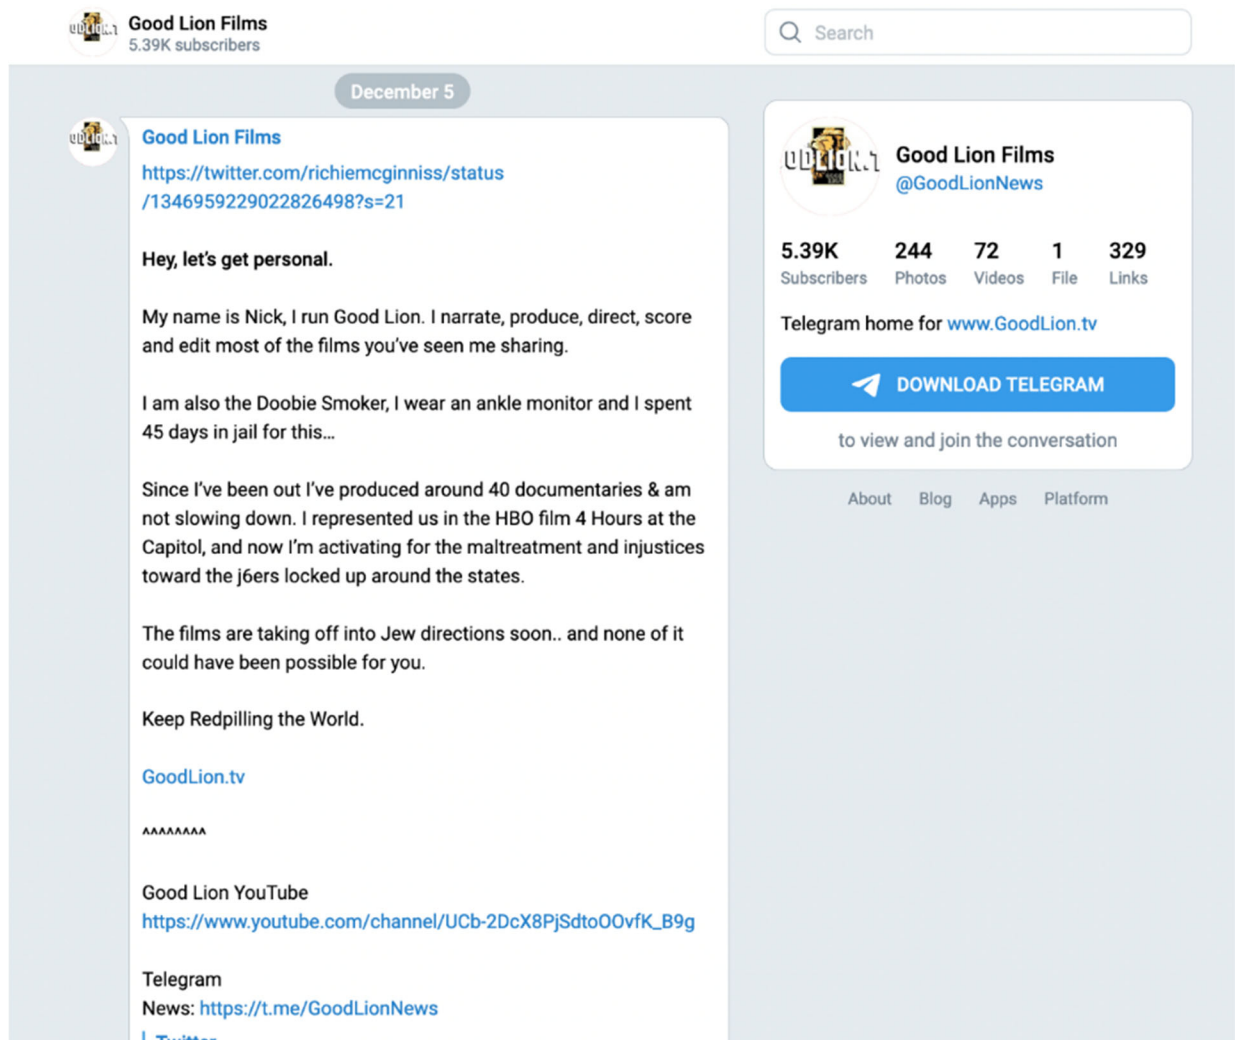 Good Lion Films
5.39K subscribers
Search
December 5
Good Lion Films
https://twitter.com/richiemcginniss/status
/1346959229022826498?s=21
Hey, let's get personal.
My name is Nick, I run Good Lion. I narrate, produce, direct, score
and edit most of the films you've seen me sharing.
I am also the Doobie Smoker, I wear an ankle monitor and I spent
45 days in jail for this...
Since I've been out I've produced around 40 documentaries & am
not slowing down. I represented us in the HBO film 4 Hours at the
Capitol, and now I'm activating for the maltreatment and injustices
toward the j6ers locked up around the states.
The films are taking off into Jew directions soon.. and none of it
could have been possible for you.
Keep Redpilling the World.
GoodLion.tv
^^^^^^^^
Good Lion YouTube
https://www.youtube.com/channel/UCb-2DcX8PjSdtoOOvfK_B9g
Telegram
News: https://t.me/GoodLionNews
Twitter
ODLION.T
Good Lion Films
@GoodLionNews
5.39K 244 72 1 329
Subscribers Photos Videos File Links
Telegram home for www.GoodLion.tv
DOWNLOAD TELEGRAM
to view and join the conversation
About Blog Apps Platform